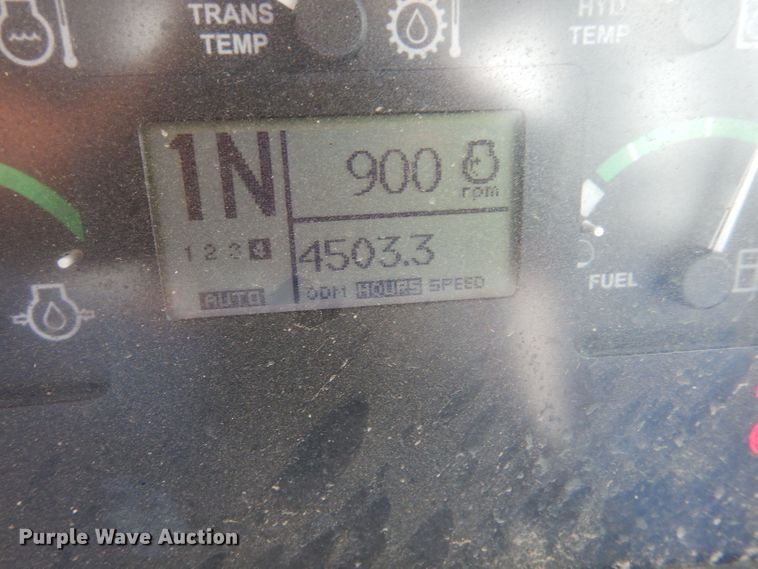 TRANS
TEMP
HYD
TEMP
1N
900
rpm
1 2 3 4
4503.3
AUTO
ODM HOURS SPEED
FUEL
Purple Wave Auction